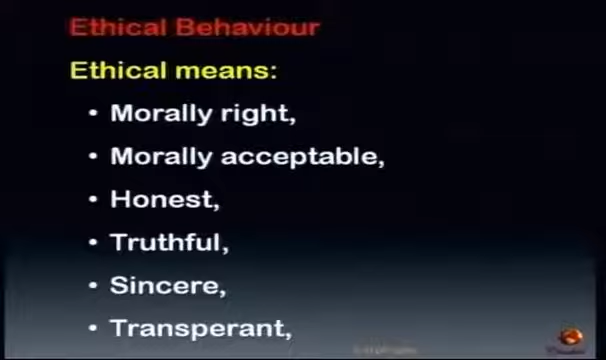 Ethical Behaviour
Ethical means:
• Morally right,
• Morally acceptable,
• Honest,
• Truthful,
• Sincere,
• Transperant,